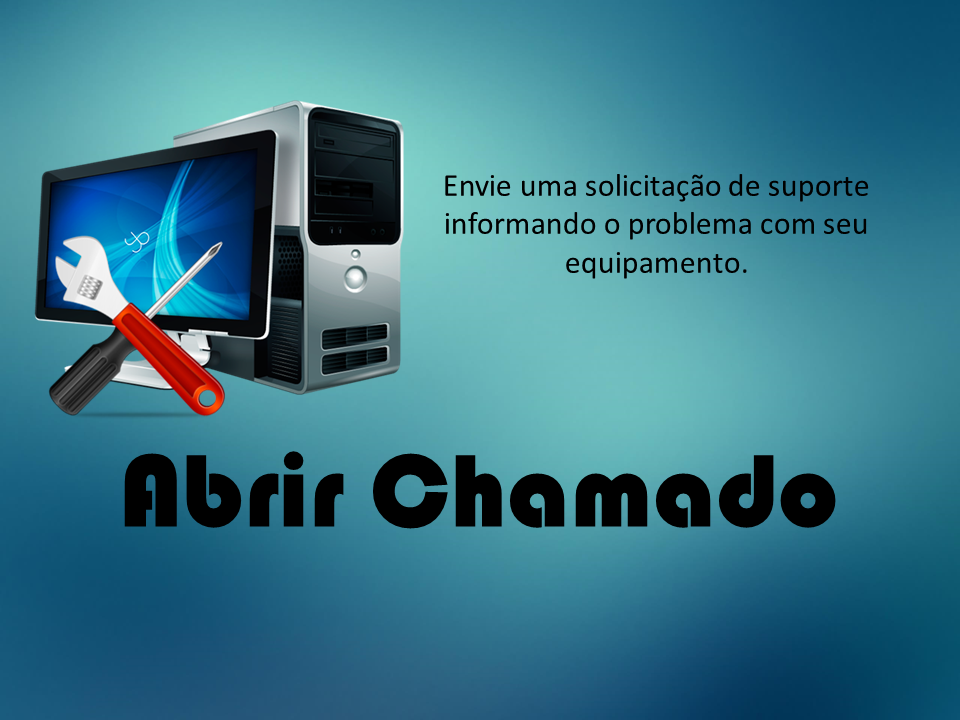 Envie uma solicitação de suporte
informando o problema com seu
equipamento.
Abrir Chamado